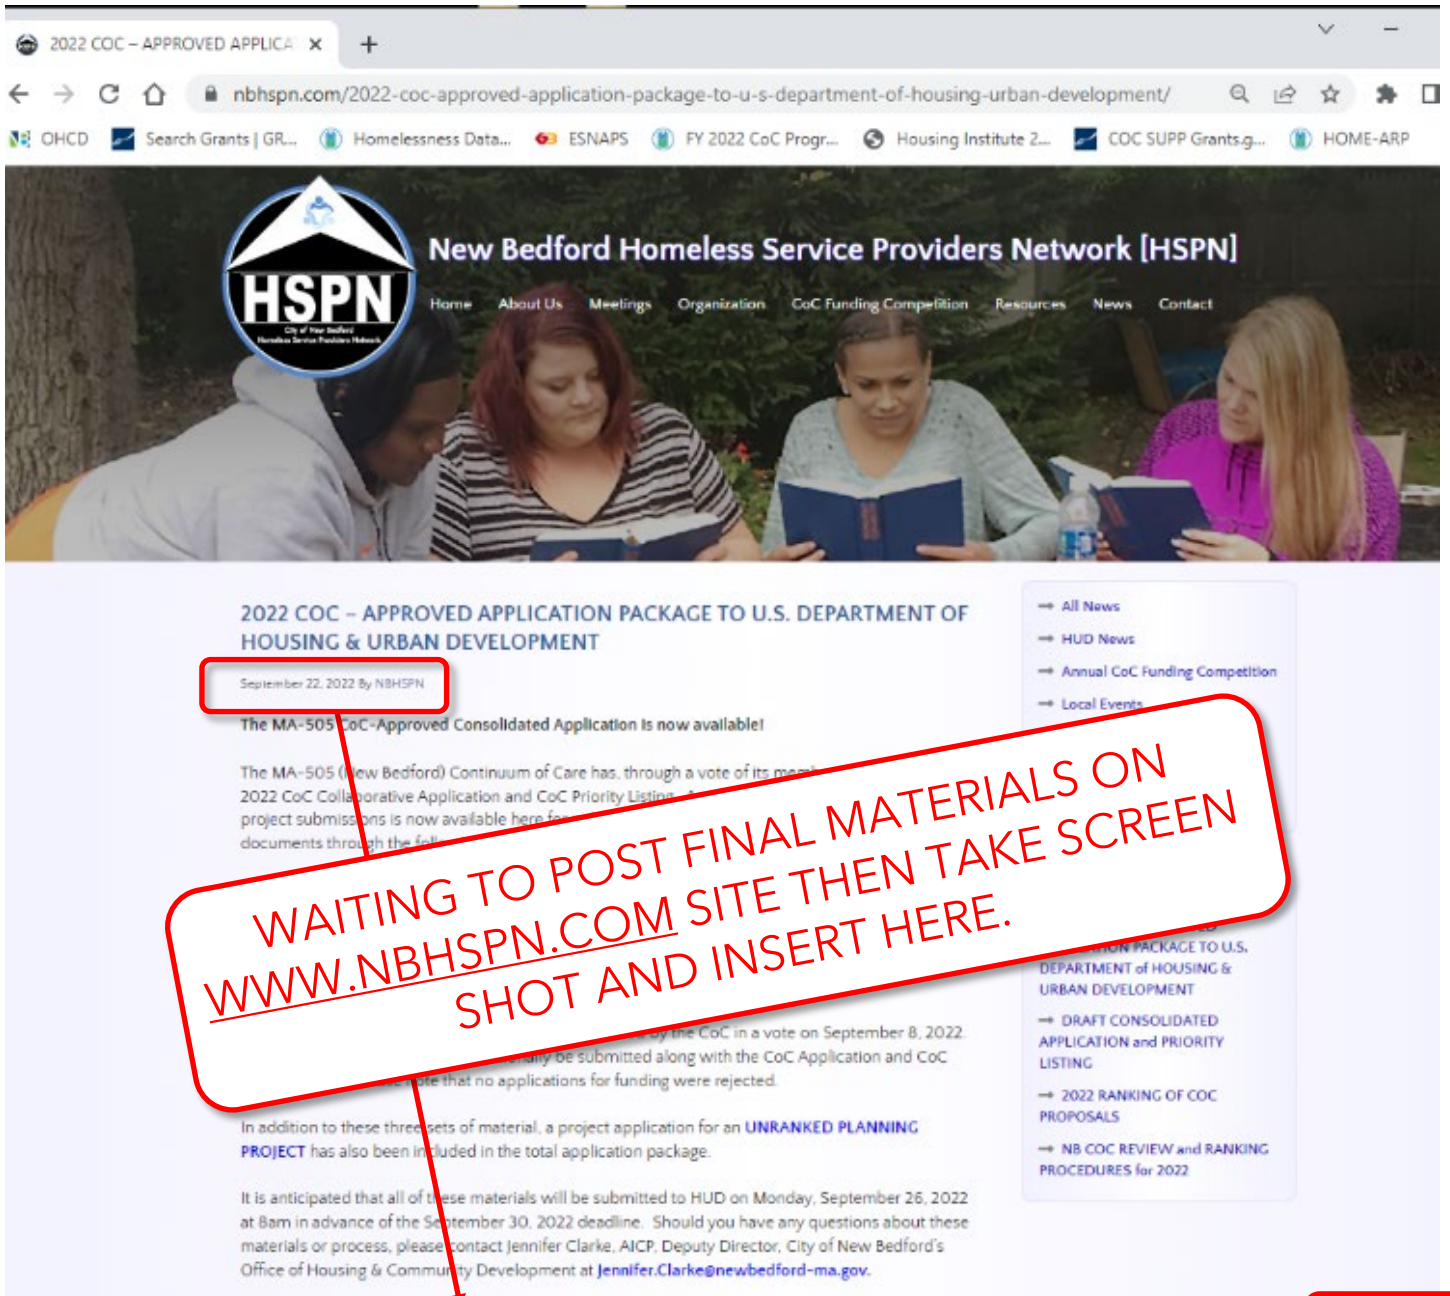 2022 COC – APPROVED APPLICA
nbhspn.com/2022-coc-approved-application-package-to-u-s-department-of-housing-urban-development/
OHCD Search Grants | GR... Homelessness Data... ESNAPS FY 2022 CoC Progr... Housing Institute 2... COC SUPP Grants.g... HOME-ARP
HSPN
City of New Bedford
Homeless Service Providers Network
New Bedford Homeless Service Providers Network [HSPN]
Home About Us Meetings Organization CoC Funding Competition Resources News Contact
2022 COC – APPROVED APPLICATION PACKAGE TO U.S. DEPARTMENT OF
HOUSING & URBAN DEVELOPMENT
September 22, 2022 By NBHSPN
The MA-505 CoC-Approved Consolidated Application is now available!
The MA-505 (New Bedford) Continuum of Care has, through a vote of its
2022 CoC Collaborative Application and CoC Priority Listing.
project submissions is now available here
documents through the
WAITING TO POST FINAL MATERIALS ON
WWW.NBHSPN.COM SITE THEN TAKE SCREEN
SHOT AND INSERT HERE.
by the CoC in a vote on September 8, 2022.
be submitted along with the CoC Application and CoC
note that no applications for funding were rejected.
In addition to these three sets of material, a project application for an UNRANKED PLANNING
PROJECT has also been included in the total application package.
It is anticipated that all of these materials will be submitted to HUD on Monday, September 26, 2022
at 8am in advance of the September 30, 2022 deadline. Should you have any questions about these
materials or process, please contact Jennifer Clarke, AICP, Deputy Director, City of New Bedford's
Office of Housing & Community Development at Jennifer.Clarke@newbedford-ma.gov.
→ All News
→ HUD News
→ Annual CoC Funding Competition
→ Local Events
PACKAGE TO U.S.
DEPARTMENT of HOUSING &
URBAN DEVELOPMENT
→ DRAFT CONSOLIDATED
APPLICATION and PRIORITY
LISTING
→ 2022 RANKING OF COC
PROPOSALS
→ NB COC REVIEW and RANKING
PROCEDURES for 2022